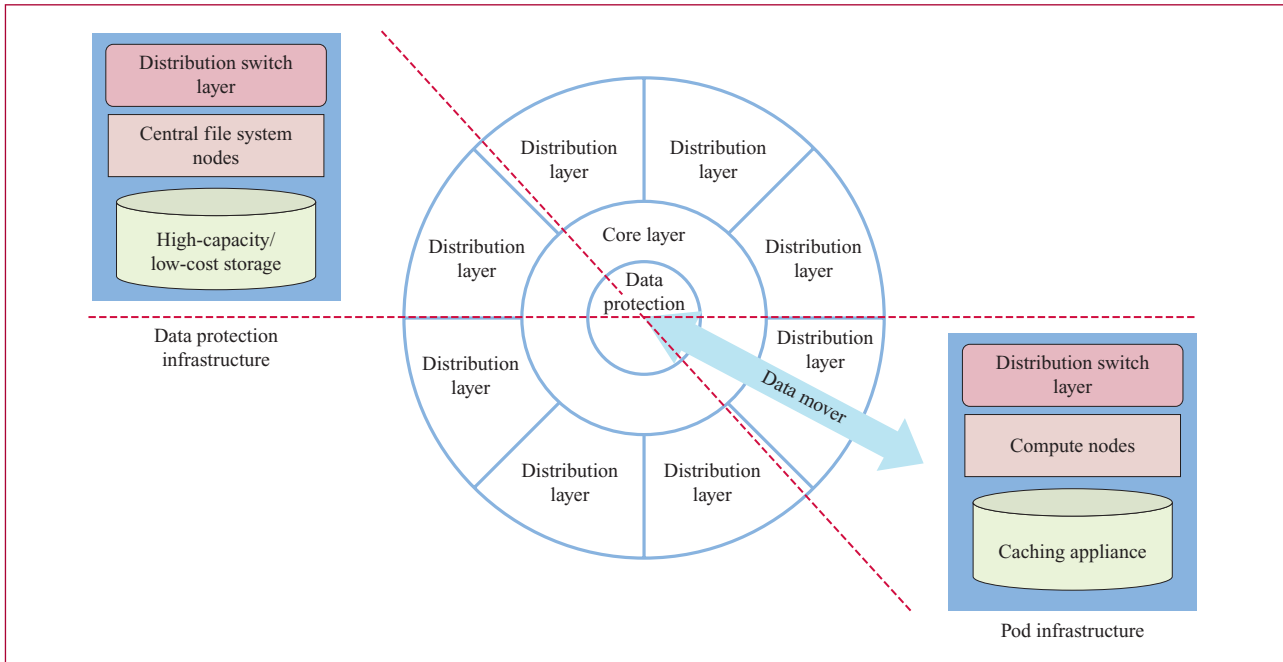 Distribution switch
layer
Central file system
nodes
High-capacity/
low-cost storage
Data protection
infrastructure
Distribution
layer
Distribution
layer
Distribution
layer
Distribution
layer
Core layer
Data
protection
Distribution
layer
Distribution
layer
Distribution
layer
Distribution
layer
Data mover
Distribution switch
layer
Compute nodes
Caching appliance
Pod infrastructure